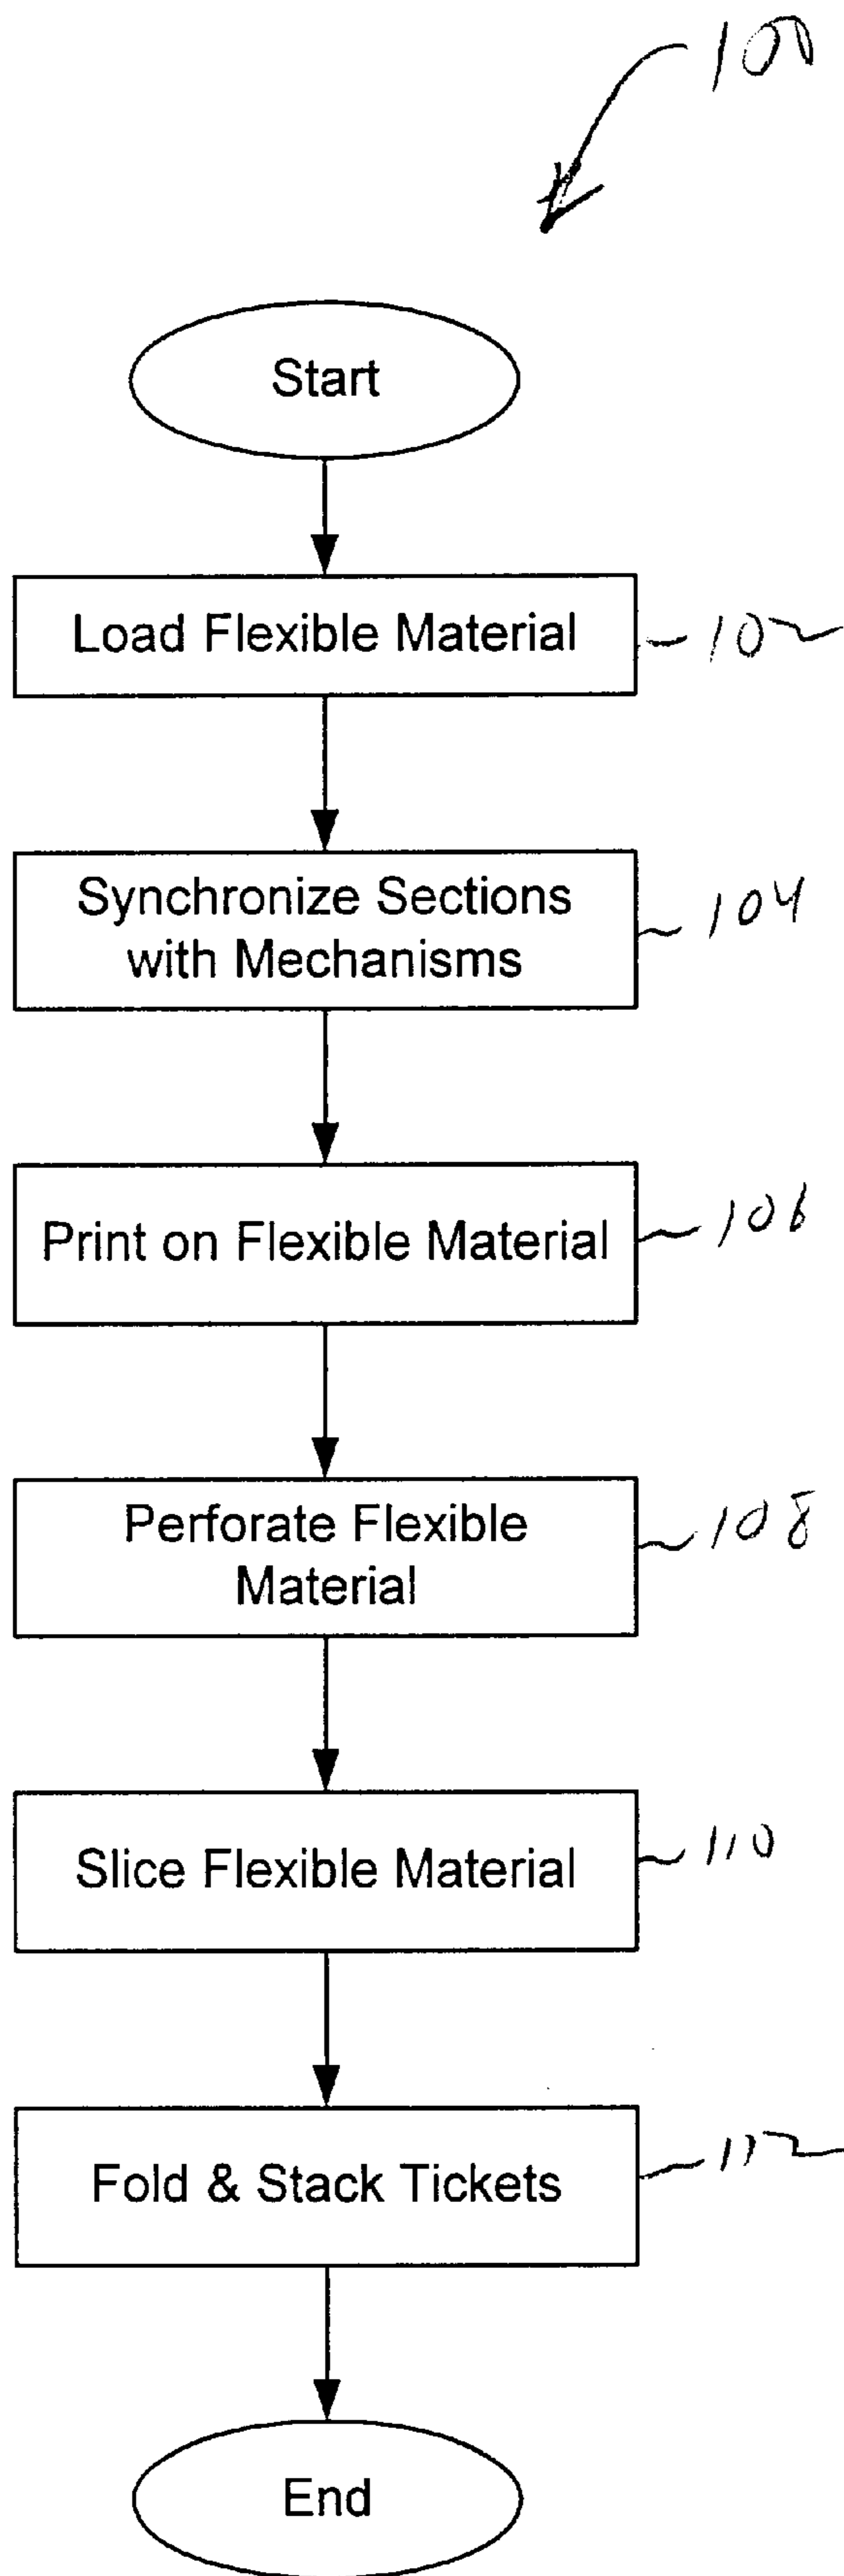 100
Start
Load Flexible Material
102
Synchronize Sections
with Mechanisms
104
Print on Flexible Material
106
Perforate Flexible
Material
108
Slice Flexible Material
110
Fold & Stack Tickets
112
End